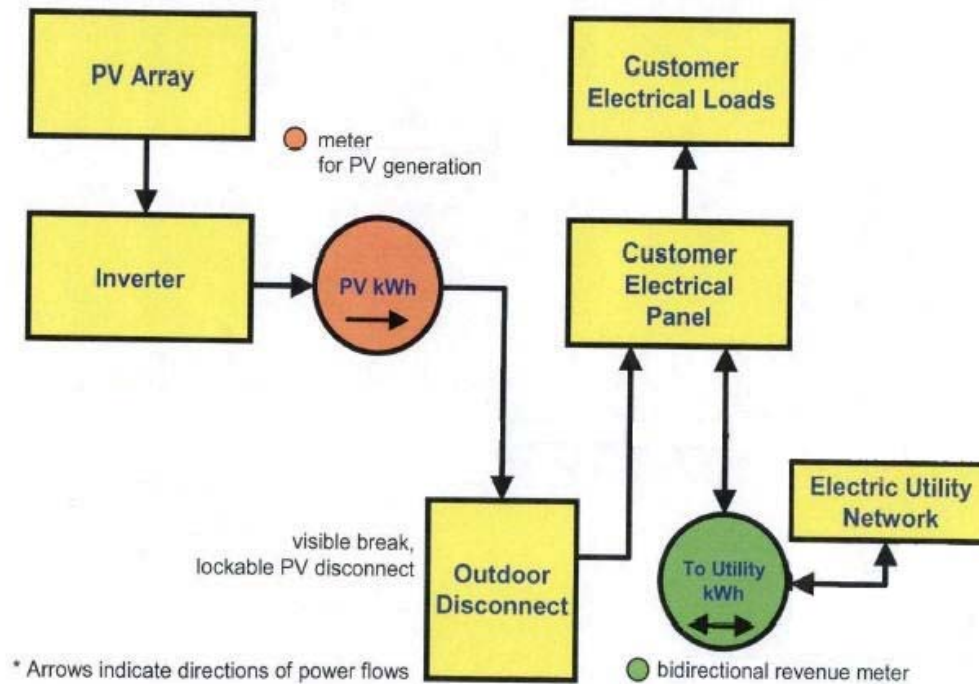 PV Array
Customer
Electrical Loads
meter
for PV generation
Inverter
PV kWh
Customer
Electrical
Panel
Electric Utility
Network
visible break,
lockable PV disconnect
Outdoor
Disconnect
To Utility
kWh
* Arrows indicate directions of power flows
bidirectional revenue meter